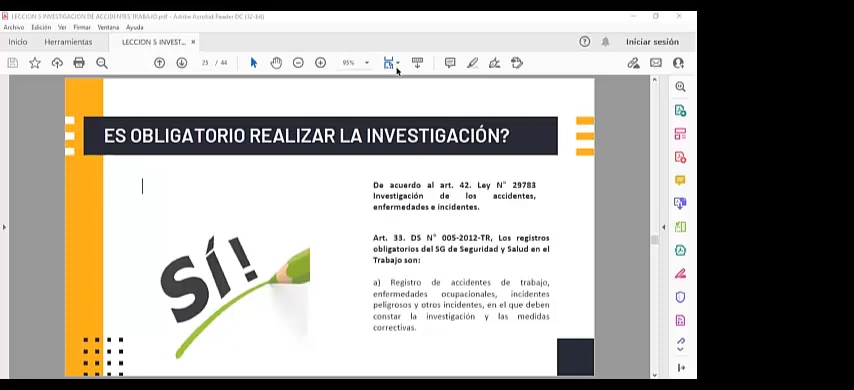 LECCION 5 INVESTIGACION DE ACCIDENTES TRABAJO.pdf - Adobe Acrobat Reader DC (32-bit)
Archivo Edición Ver Firmar Ventana Ayuda
Inicio Herramientas LECCION 5 INVEST... × Iniciar sesión
25 / 44 95%
ES OBLIGATORIO REALIZAR LA INVESTIGACIÓN?
De acuerdo al art. 42. Ley N° 29783
Investigación de los accidentes,
enfermedades e incidentes.
Art. 33. DS N° 005-2012-TR, Los registros
obligatorios del SG de Seguridad y Salud en el
Trabajo son:
a) Registro de accidentes de trabajo,
enfermedades ocupacionales, incidentes
peligrosos y otros incidentes, en el que deben
constar la investigación y las medidas
correctivas.
SÍ!